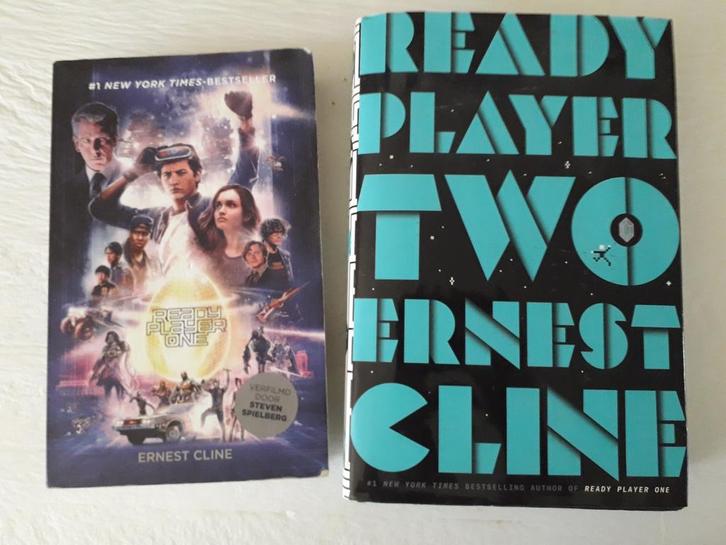 #1 NEW YORK TIMES-BESTSELLER
READY
PLAYER
ONE
VERFILMD
DOOR
STEVEN
SPIELBERG
ERNEST CLINE
READY
PLAYER
TWO
ERNEST
CLINE
#1 NEW YORK TIMES BESTSELLING AUTHOR OF READY PLAYER ONE